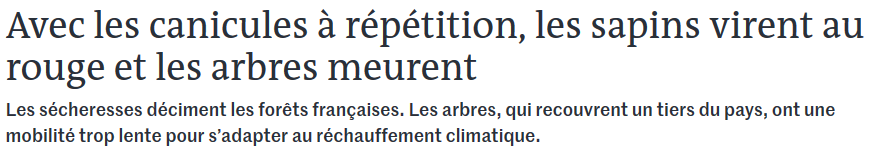 Avec les canicules à répétition, les sapins virent au
rouge et les arbres meurent
Les sécheresses déciment les forêts françaises. Les arbres, qui recouvrent un tiers du pays, ont une
mobilité trop lente pour s’adapter au réchauffement climatique.